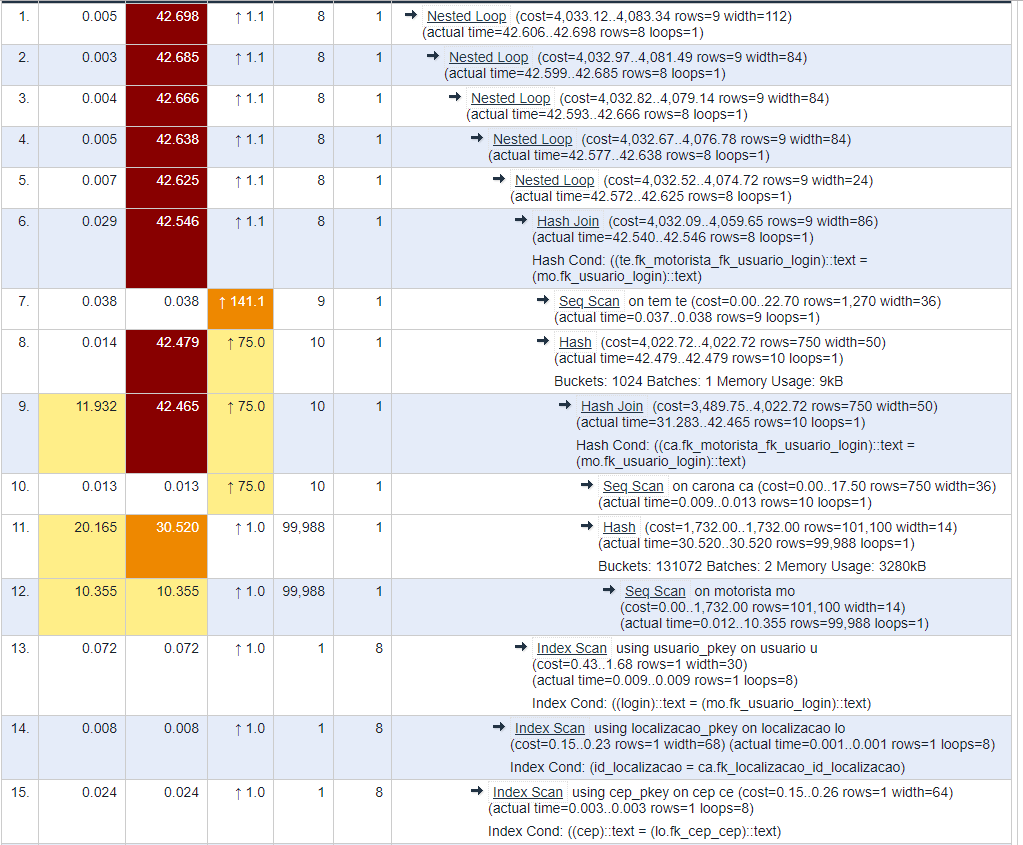 1. 0.005 42.698 ↑ 1.1 8 1 → Nested Loop (cost=4,033.12..4,083.34 rows=9 width=112)
(actual time=42.606..42.698 rows=8 loops=1)
2. 0.003 42.685 ↑ 1.1 8 1 → Nested Loop (cost=4,032.97..4,081.49 rows=9 width=84)
(actual time=42.599..42.685 rows=8 loops=1)
3. 0.004 42.666 ↑ 1.1 8 1 → Nested Loop (cost=4,032.82..4,079.14 rows=9 width=84)
(actual time=42.593..42.666 rows=8 loops=1)
4. 0.005 42.638 ↑ 1.1 8 1 → Nested Loop (cost=4,032.67..4,076.78 rows=9 width=84)
(actual time=42.577..42.638 rows=8 loops=1)
5. 0.007 42.625 ↑ 1.1 8 1 → Nested Loop (cost=4,032.52..4,074.72 rows=9 width=24)
(actual time=42.572..42.625 rows=8 loops=1)
6. 0.029 42.546 ↑ 1.1 8 1 → Hash Join (cost=4,032.09..4,059.65 rows=9 width=86)
(actual time=42.540..42.546 rows=8 loops=1)
Hash Cond: ((te.fk_motorista_fk_usuario_login)::text =
(mo.fk_usuario_login)::text)
7. 0.038 0.038 ↑ 141.1 9 1 → Seq Scan on tem te (cost=0.00..22.70 rows=1,270 width=36)
(actual time=0.037..0.038 rows=9 loops=1)
8. 0.014 42.479 ↑ 75.0 10 1 → Hash (cost=4,022.72..4,022.72 rows=750 width=50)
(actual time=42.479..42.479 rows=10 loops=1)
Buckets: 1024 Batches: 1 Memory Usage: 9kB
9. 11.932 42.465 ↑ 75.0 10 1 → Hash Join (cost=3,489.75..4,022.72 rows=750 width=50)
(actual time=31.283..42.465 rows=10 loops=1)
Hash Cond: ((ca.fk_motorista_fk_usuario_login)::text =
(mo.fk_usuario_login)::text)
10. 0.013 0.013 ↑ 75.0 10 1 → Seq Scan on carona ca (cost=0.00..17.50 rows=750 width=36)
(actual time=0.009..0.013 rows=10 loops=1)
11. 20.165 30.520 ↑ 1.0 99,988 1 → Hash (cost=1,732.00..1,732.00 rows=101,100 width=14)
(actual time=30.520..30.520 rows=99,988 loops=1)
Buckets: 131072 Batches: 2 Memory Usage: 3280kB
12. 10.355 10.355 ↑ 1.0 99,988 1 → Seq Scan on motorista mo
(cost=0.00..1,732.00 rows=101,100 width=14)
(actual time=0.012..10.355 rows=99,988 loops=1)
13. 0.072 0.072 ↑ 1.0 1 8 → Index Scan using usuario_pkey on usuario u
(cost=0.43..1.68 rows=1 width=30)
(actual time=0.009..0.009 rows=1 loops=8)
Index Cond: ((login)::text = (mo.fk_usuario_login)::text)
14. 0.008 0.008 ↑ 1.0 1 8 → Index Scan using localizacao_pkey on localizacao lo
(cost=0.15..0.23 rows=1 width=68) (actual time=0.001..0.001 rows=1 loops=8)
Index Cond: (id_localizacao = ca.fk_localizacao_id_localizacao)
15. 0.024 0.024 ↑ 1.0 1 8 → Index Scan using cep_pkey on cep ce (cost=0.15..0.26 rows=1 width=64)
(actual time=0.003..0.003 rows=1 loops=8)
Index Cond: ((cep)::text = (lo.fk_cep_cep)::text)